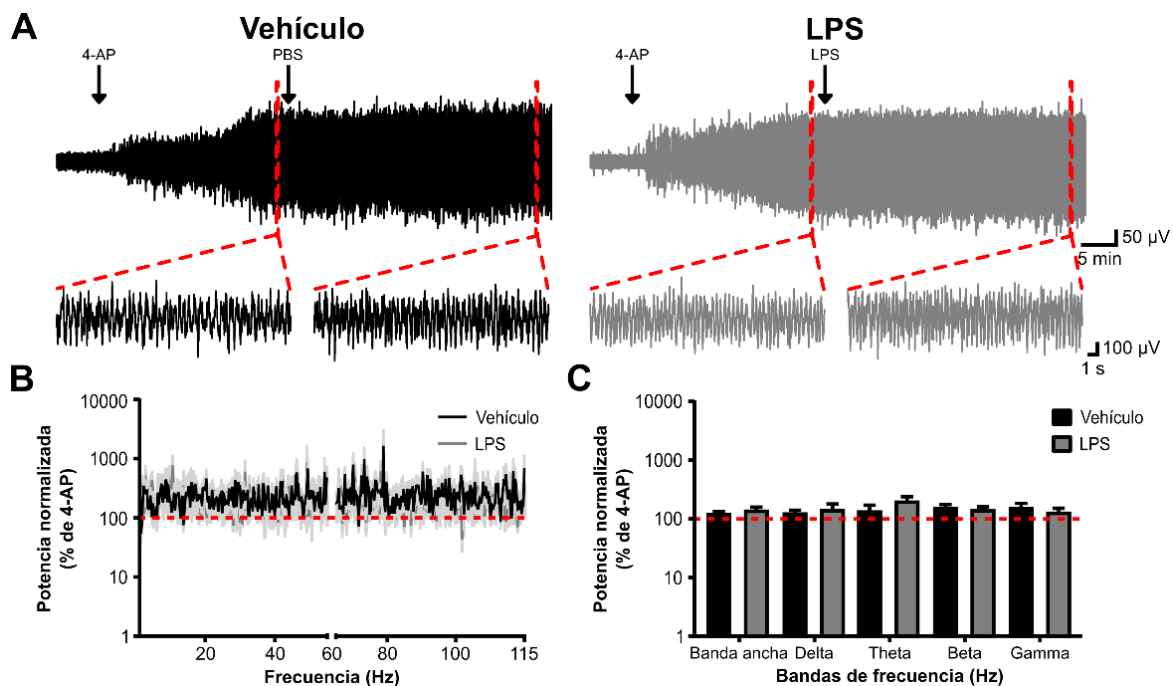 A
Vehículo
LPS
4-AP
PBS
4-AP
LPS
50 µV
5 min
100 µV
1 s
B
Potencia normalizada
(% de 4-AP)
10000
1000
100
10
1
Vehículo
LPS
20
40
60
80
100
115
Frecuencia (Hz)
C
Potencia normalizada
(% de 4-AP)
10000
1000
100
10
1
Vehículo
LPS
Banda ancha
Delta
Theta
Beta
Gamma
Bandas de frecuencia (Hz)